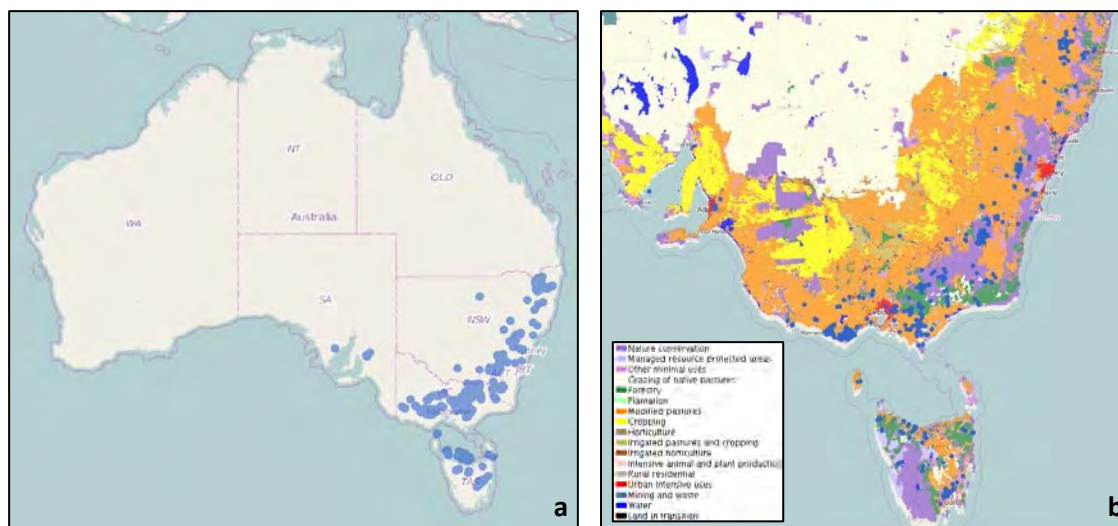 WA
NT
QLD
Australia
SA
NSW
TAS
a
Nature conservation
Managed resource protected areas
Other minimal uses
Grazing of native pastures
Forestry
Plantation
Modified pastures
Cropping
Horticulture
Irrigated pastures and cropping
Irrigated horticulture
Intensive animal and plant production
Rural residential
Urban intensive uses
Mining and waste
Water
Land in transition
b